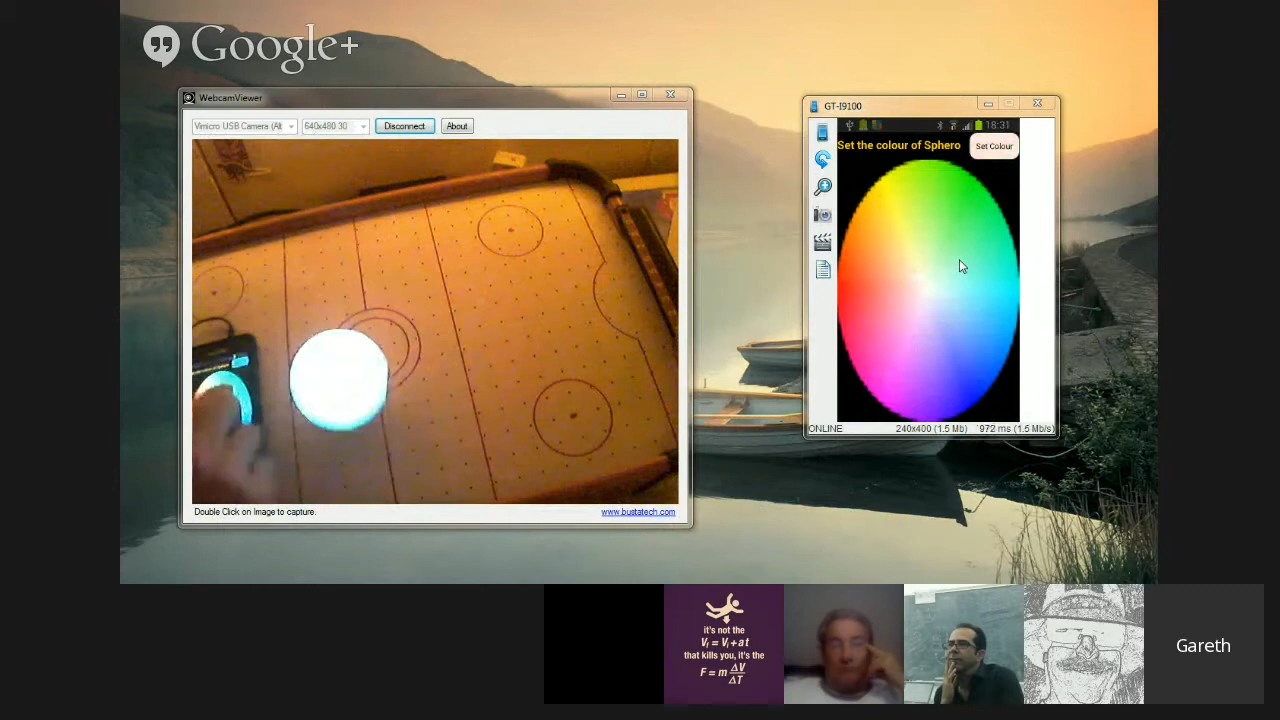 Google+
WebcamViewer
Vimicro USB Camera (Alt
640x480 30
Disconnect
About
Double Click on Image to capture.
www.bustatech.com
GT-I9100
18:31
Set the colour of Sphero
Set Colour
ONLINE
240x400 (1.5 Mb)
972 ms (1.5 Mb/s)
it's not the
Vf = Vi + at
that kills you, it's the
F = m ΔV
ΔT
Gareth